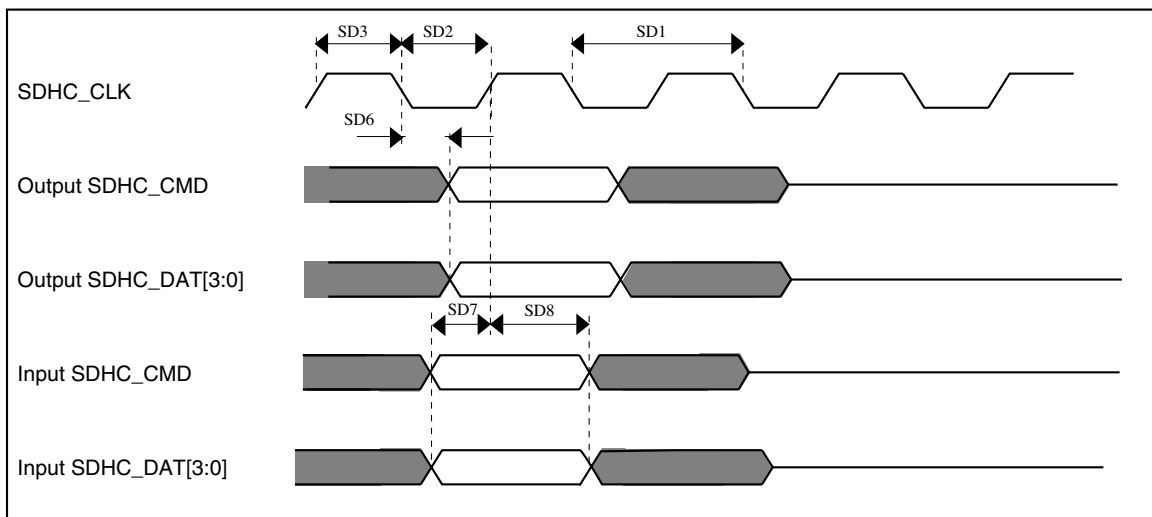 SD3
SD2
SD1
SDHC_CLK
SD6
Output SDHC_CMD
Output SDHC_DAT[3:0]
SD7
SD8
Input SDHC_CMD
Input SDHC_DAT[3:0]